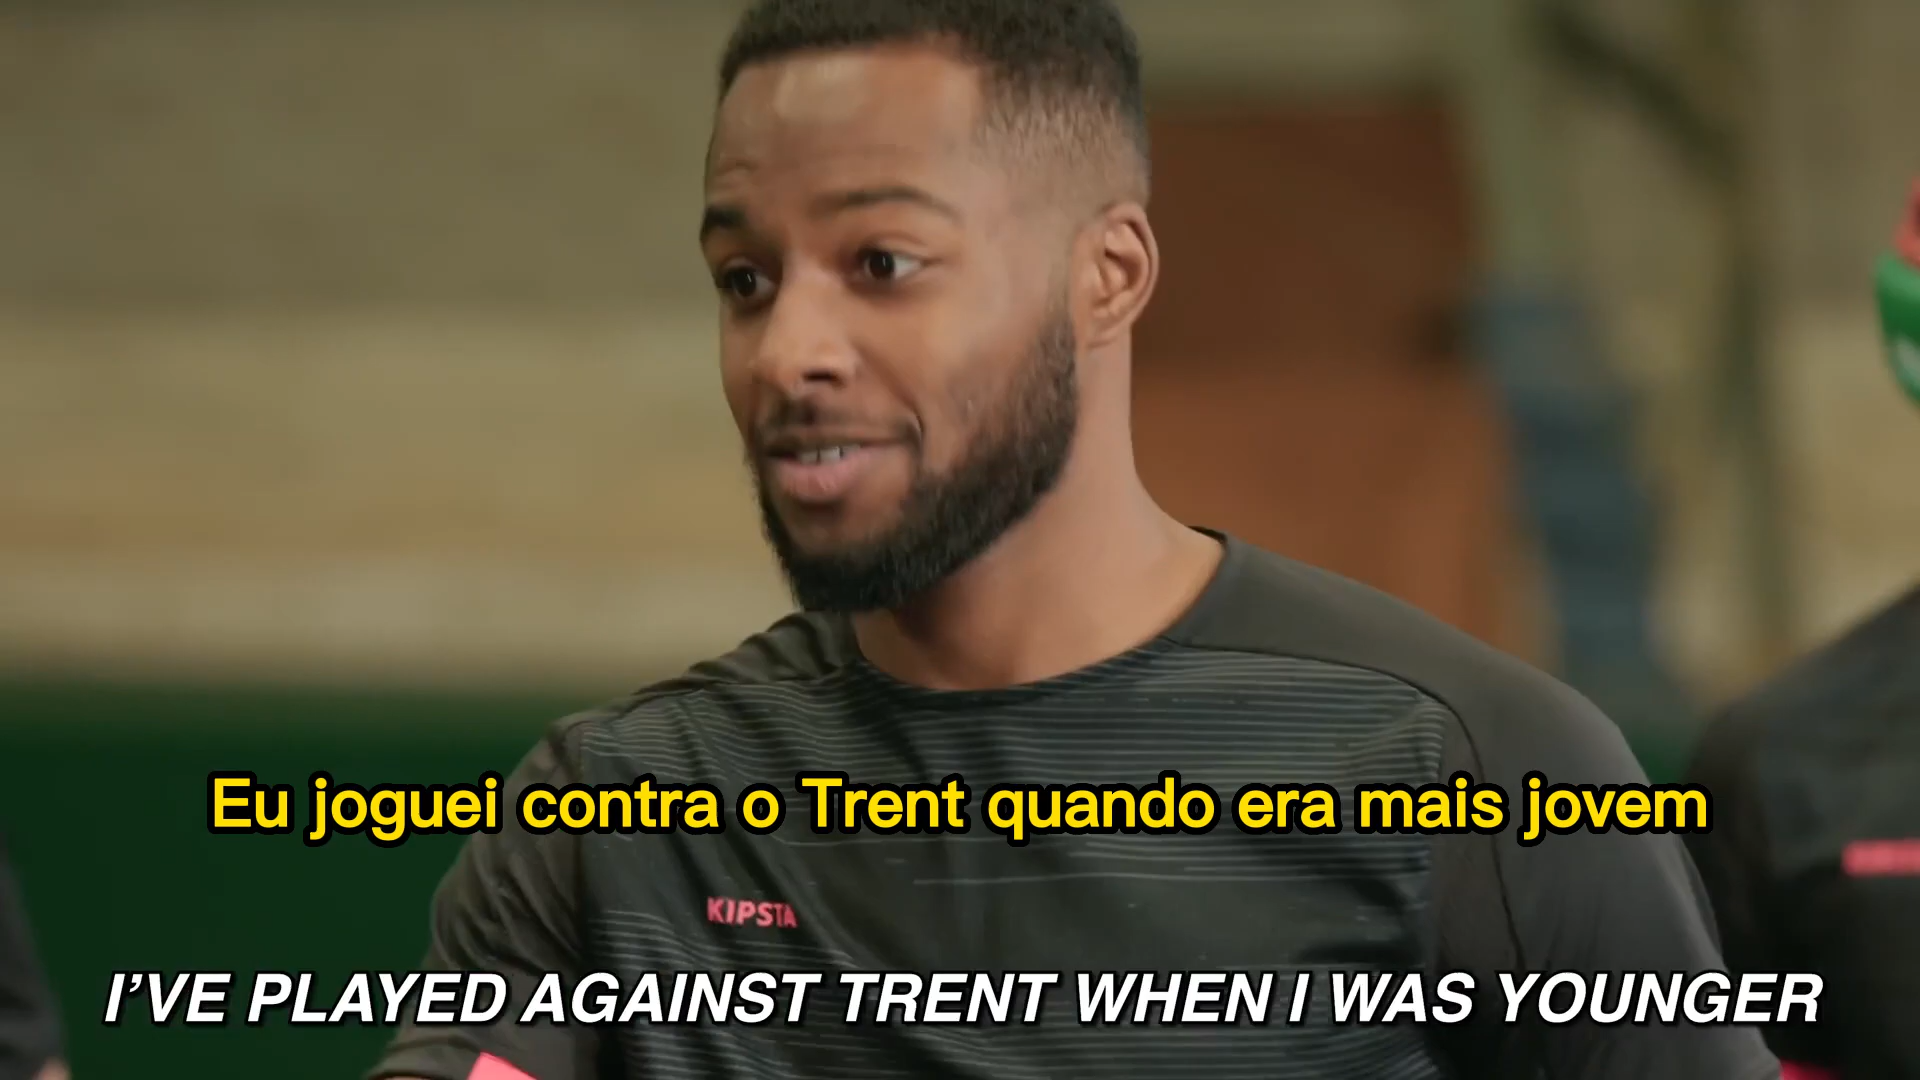 Eu joguei contra o Trent quando era mais jovem
KIPSTA
I'VE PLAYED AGAINST TRENT WHEN I WAS YOUNGER